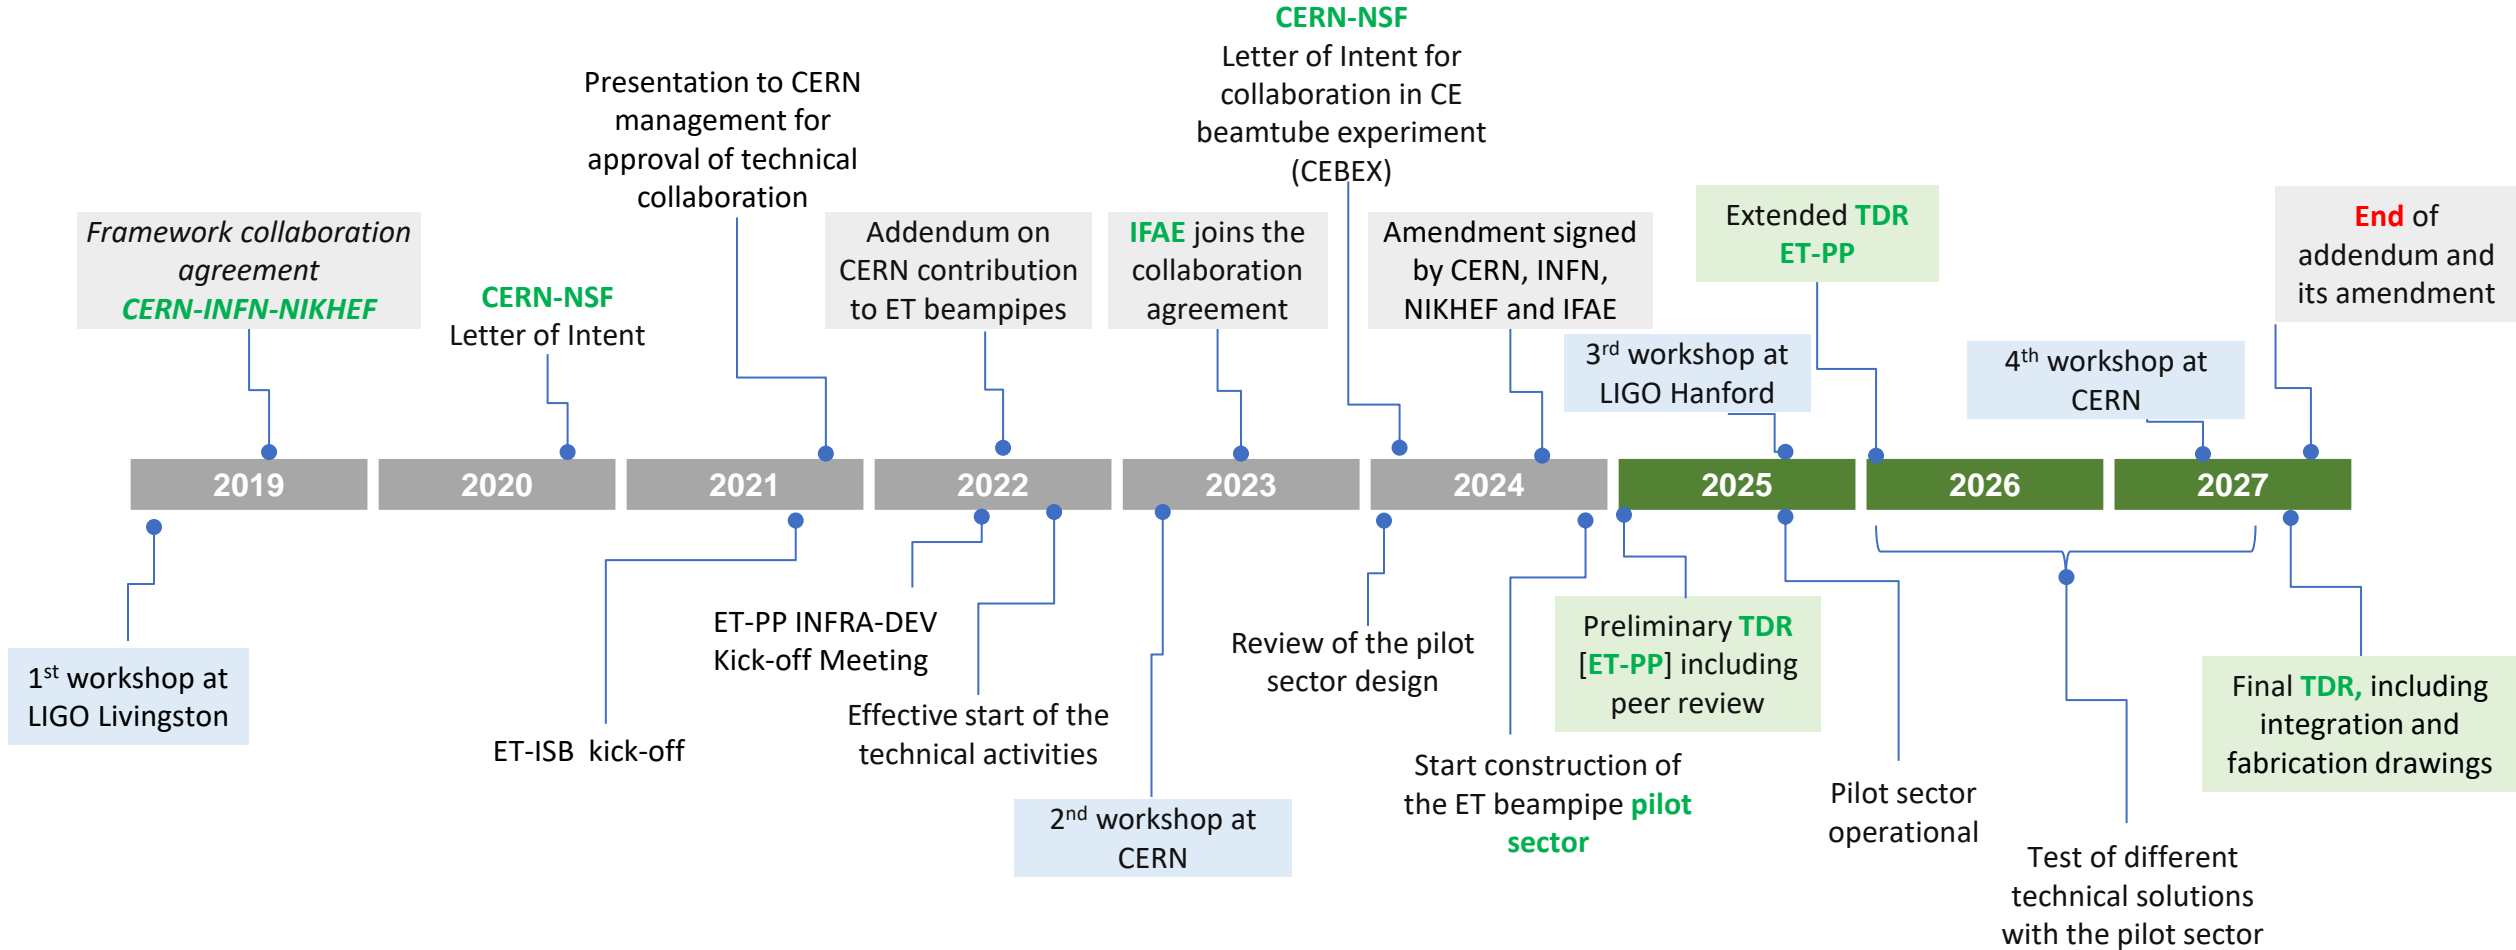 CERN-NSF
Letter of Intent for
collaboration in CE
beamtube experiment
(CEBEX)
Presentation to CERN
management for
approval of technical
collaboration
Framework collaboration
agreement
CERN-INFN-NIKHEF
CERN-NSF
Letter of Intent
Addendum on
CERN contribution
to ET beampipes
IFAE joins the
collaboration
agreement
Amendment signed
by CERN, INFN,
NIKHEF and IFAE
3rd workshop at
LIGO Hanford
Extended TDR
ET-PP
4th workshop at
CERN
End of
addendum and
its amendment
2019
2020
2021
2022
2023
2024
2025
2026
2027
1st workshop at
LIGO Livingston
ET-ISB kick-off
ET-PP INFRA-DEV
Kick-off Meeting
Effective start of the
technical activities
2nd workshop at
CERN
Review of the pilot
sector design
Start construction of
the ET beampipe pilot
sector
Preliminary TDR
[ET-PP] including
peer review
Pilot sector
operational
Test of different
technical solutions
with the pilot sector
Final TDR, including
integration and
fabrication drawings